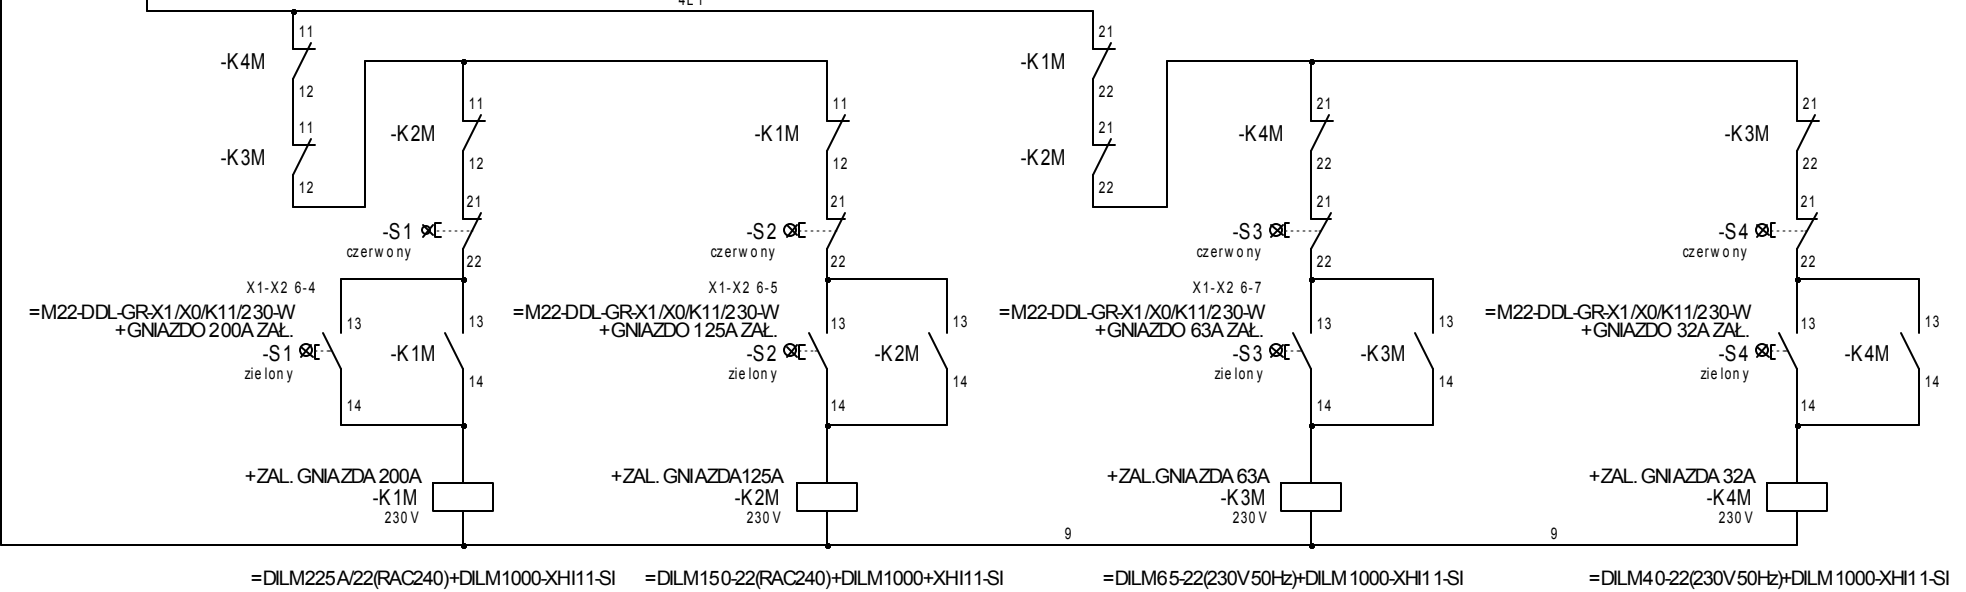 11
-K4M
12
11
-K3M
12
11
-K2M
12
21
-S1
czerwony
22
X1-X2 6-4
=M22-DDL-GR-X1/X0/K11/230-W
+GNIAZDO 200A ZAŁ.
13
-S1
zielony
14
13
-K1M
14
+ZAL. GNIAZDA 200A
-K1M
230V
11
-K1M
12
21
-S2
czerwony
22
X1-X2 6-5
=M22-DDL-GR-X1/X0/K11/230-W
+GNIAZDO 125A ZAŁ.
13
-S2
zielony
14
13
-K2M
14
+ZAL. GNIAZDA125A
-K2M
230V
21
-K1M
22
21
-K2M
22
21
-K4M
22
21
-S3
czerwony
22
X1-X2 6-7
=M22-DDL-GR-X1/X0/K11/230-W
+GNIAZDO 63A ZAŁ.
13
-S3
zielony
14
13
-K3M
14
+ZAL.GNIAZDA 63A
-K3M
230V
21
-K3M
22
21
-S4
czerwony
22
=M22-DDL-GR-X1/X0/K11/230-W
+GNIAZDO 32A ZAŁ.
13
-S4
zielony
14
13
-K4M
14
+ZAL. GNIAZDA 32A
-K4M
230V
9
9
=DILM225A/22(RAC240)+DILM1000-XHI11-SI
=DILM150-22(RAC240)+DILM1000+XHI11-SI
=DILM65-22(230V50Hz)+DILM1000-XHI11-SI
=DILM40-22(230V50Hz)+DILM1000-XHI11-SI